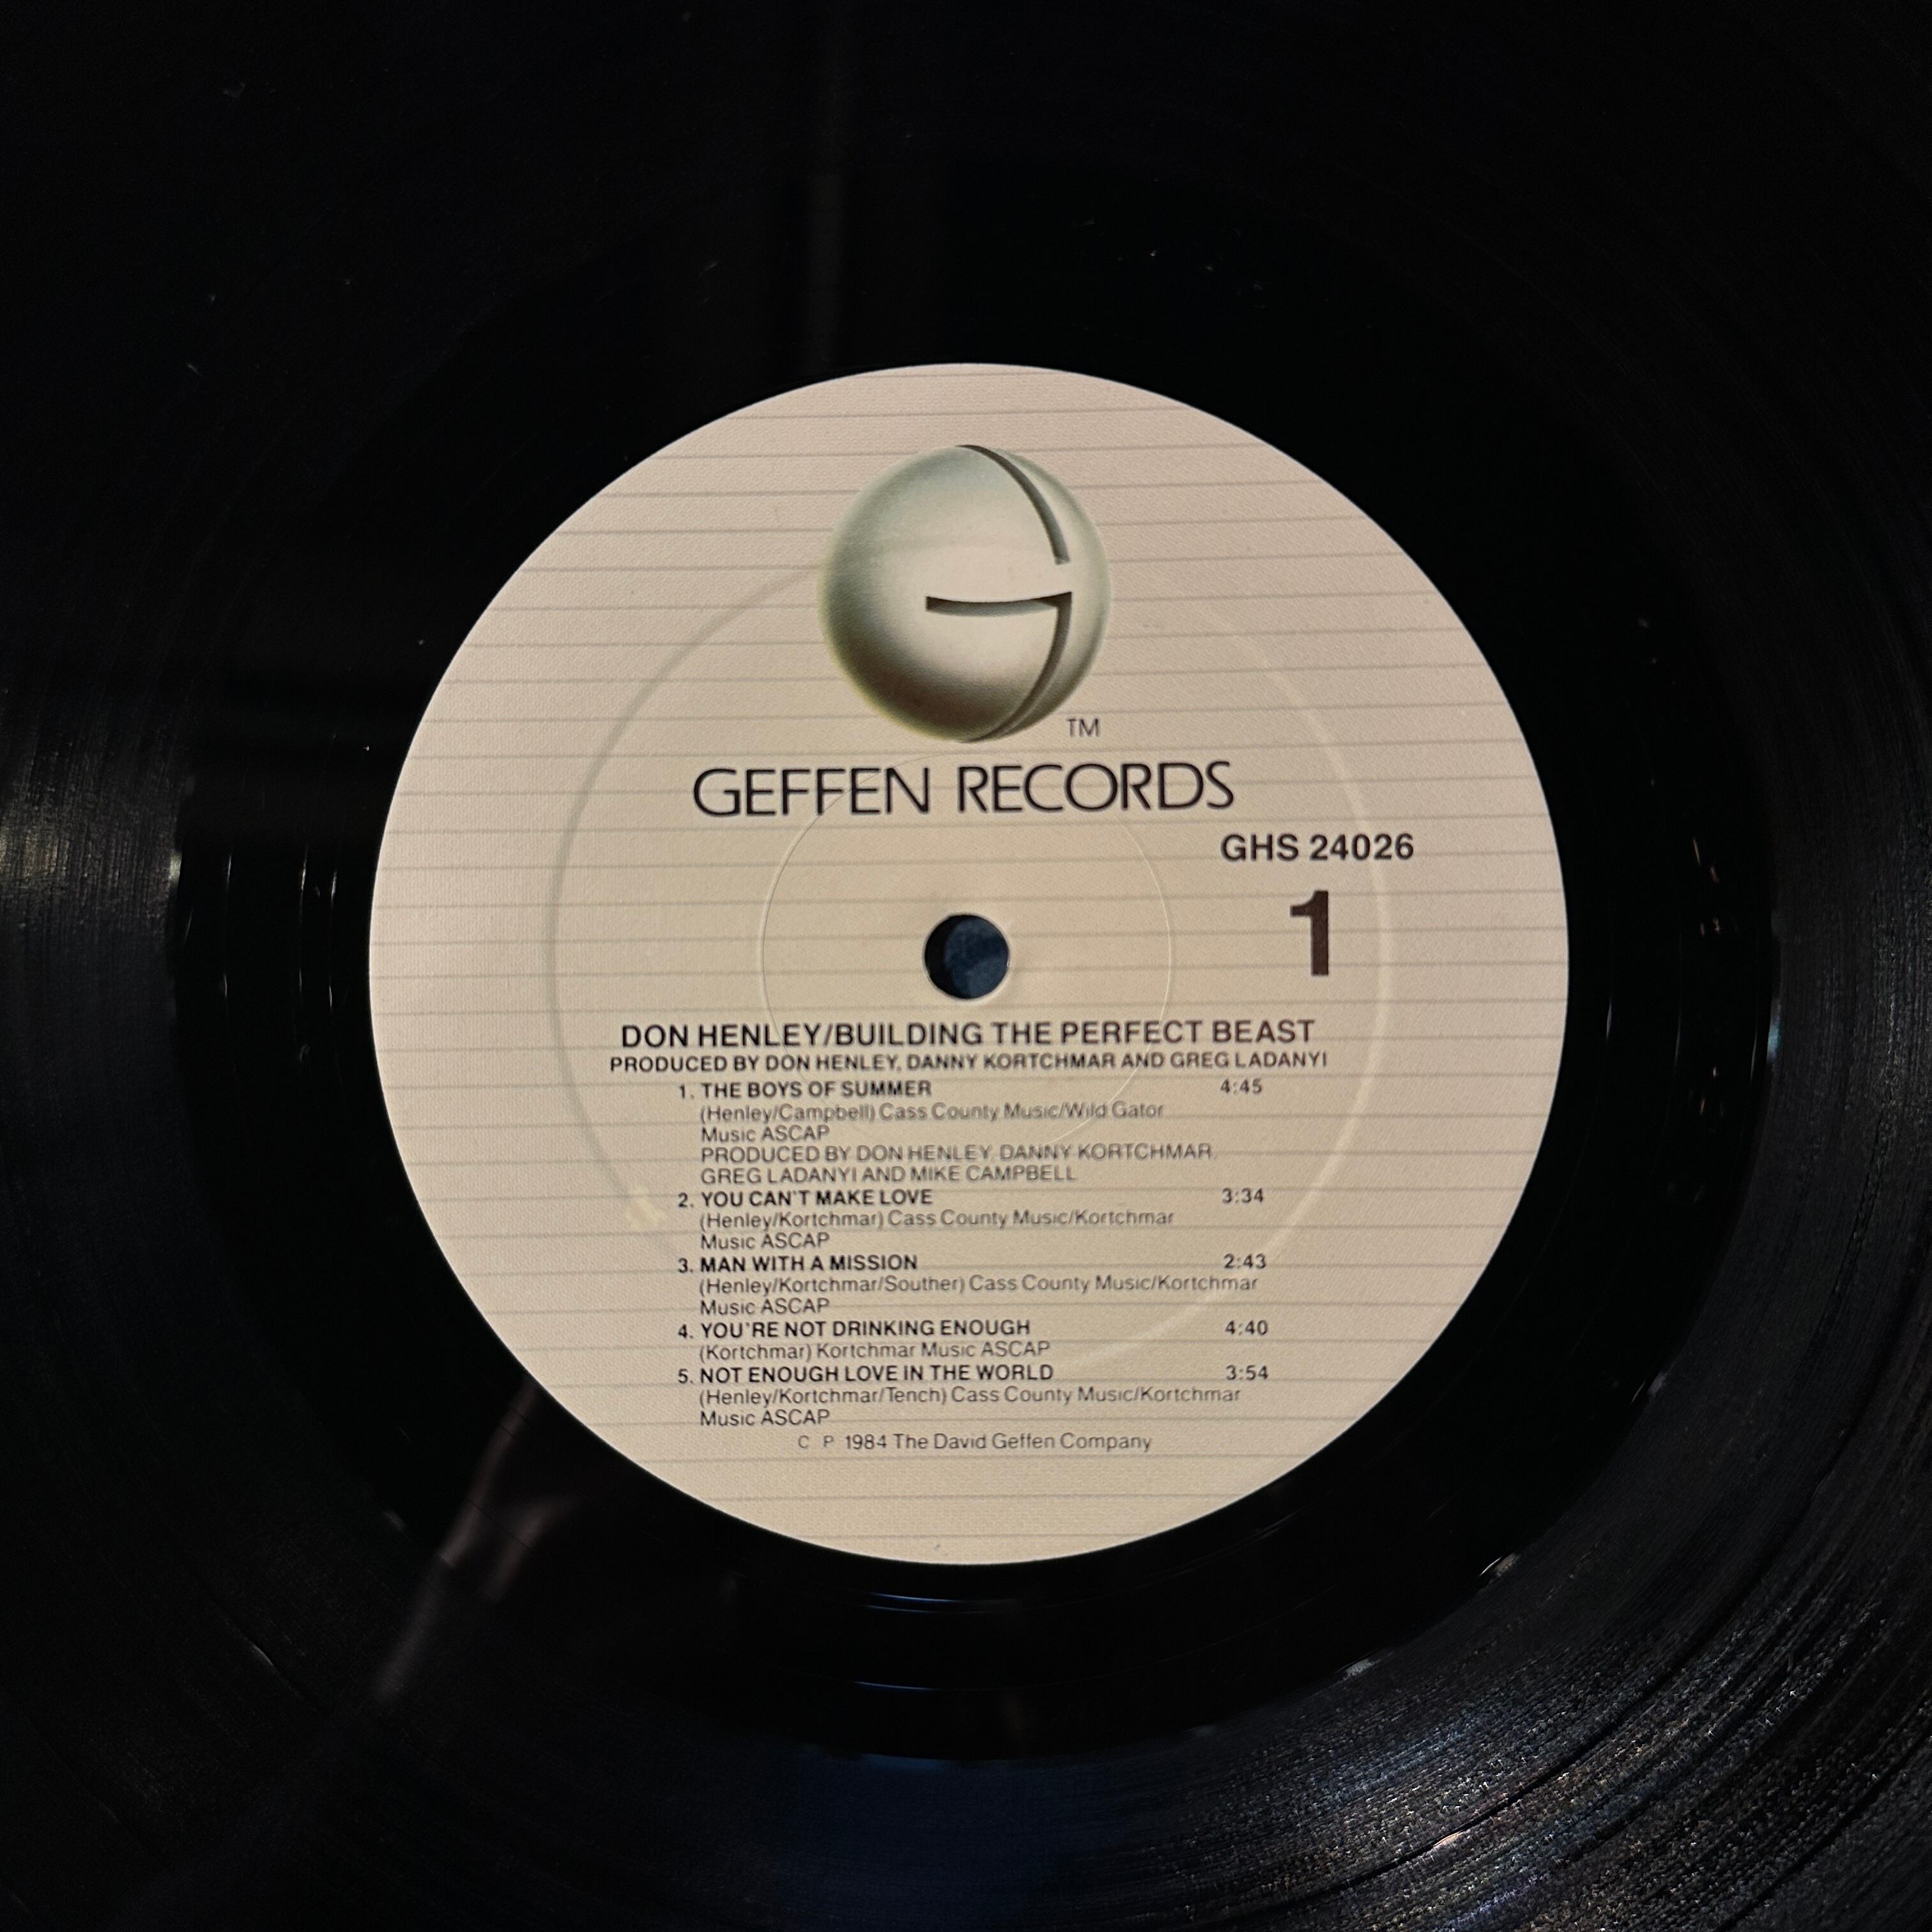 TM
GEFFEN RECORDS
GHS 24026
1
DON HENLEY/BUILDING THE PERFECT BEAST
PRODUCED BY DON HENLEY, DANNY KORTCHMAR AND GREG LADANYI
1. THE BOYS OF SUMMER 4:45
(Henley/Campbell) Cass County Music/Wild Gator
Music ASCAP
PRODUCED BY DON HENLEY, DANNY KORTCHMAR,
GREG LADANYI AND MIKE CAMPBELL
2. YOU CAN'T MAKE LOVE 3:34
(Henley/Kortchmar) Cass County Music/Kortchmar
Music ASCAP
3. MAN WITH A MISSION 2:43
(Henley/Kortchmar/Souther) Cass County Music/Kortchmar
Music ASCAP
4. YOU'RE NOT DRINKING ENOUGH 4:40
(Kortchmar) Kortchmar Music ASCAP
5. NOT ENOUGH LOVE IN THE WORLD 3:54
(Henley/Kortchmar/Tench) Cass County Music/Kortchmar
Music ASCAP
C P 1984 The David Geffen Company